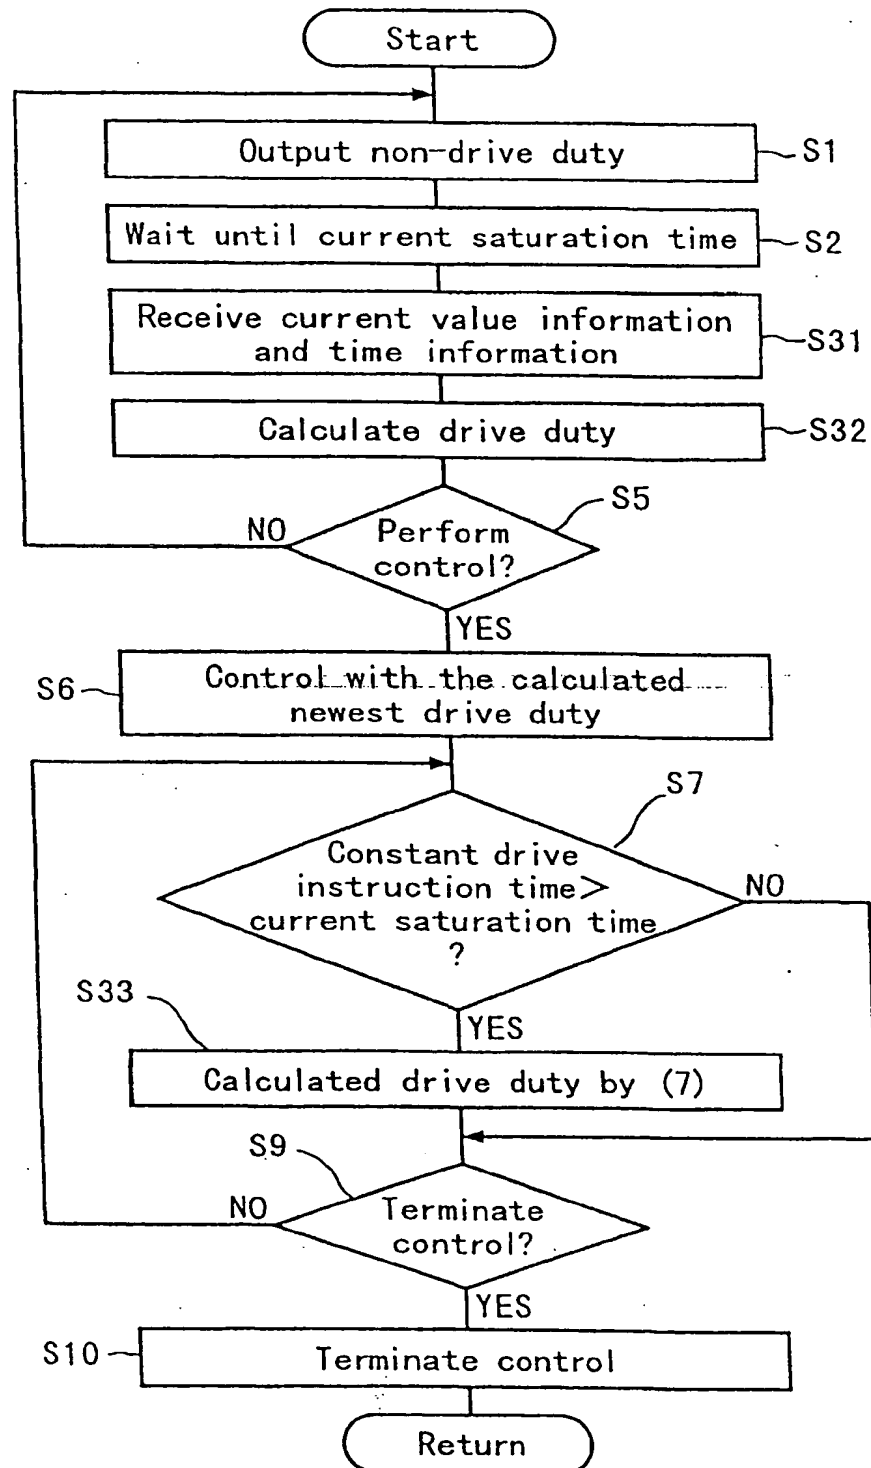 Start
Output non-drive duty
S1
Wait until current saturation time
S2
Receive current value information
and time information
S31
Calculate drive duty
S32
S5
NO
Perform
control?
YES
S6
Control with the calculated
newest drive duty
S7
Constant drive
instruction time>
current saturation time
?
NO
S33
YES
Calculated drive duty by (7)
S9
NO
Terminate
control?
YES
S10
Terminate control
Return